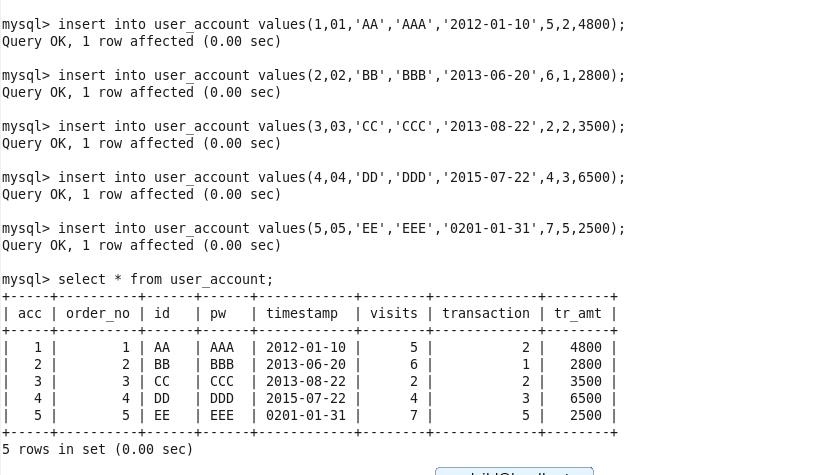 mysql> insert into user_account values(1,01,'AA','AAA','2012-01-10',5,2,4800);
Query OK, 1 row affected (0.00 sec)
mysql> insert into user_account values(2,02,'BB','BBB','2013-06-20',6,1,2800);
Query OK, 1 row affected (0.00 sec)
mysql> insert into user_account values(3,03,'CC','CCC','2013-08-22',2,2,3500);
Query OK, 1 row affected (0.00 sec)
mysql> insert into user_account values(4,04,'DD','DDD','2015-07-22',4,3,6500);
Query OK, 1 row affected (0.00 sec)
mysql> insert into user_account values(5,05,'EE','EEE','0201-01-31',7,5,2500);
Query OK, 1 row affected (0.00 sec)
mysql> select * from user_account;
+-----+----------+-----+------+------------+--------+-------------+--------+
| acc | order_no | id  | pw   | timestamp  | visits | transaction | tr_amt |
+-----+----------+-----+------+------------+--------+-------------+--------+
|   1 |        1 | AA  | AAA  | 2012-01-10 |      5 |           2 |   4800 |
|   2 |        2 | BB  | BBB  | 2013-06-20 |      6 |           1 |   2800 |
|   3 |        3 | CC  | CCC  | 2013-08-22 |      2 |           2 |   3500 |
|   4 |        4 | DD  | DDD  | 2015-07-22 |      4 |           3 |   6500 |
|   5 |        5 | EE  | EEE  | 0201-01-31 |      7 |           5 |   2500 |
+-----+----------+-----+------+------------+--------+-------------+--------+
5 rows in set (0.00 sec)